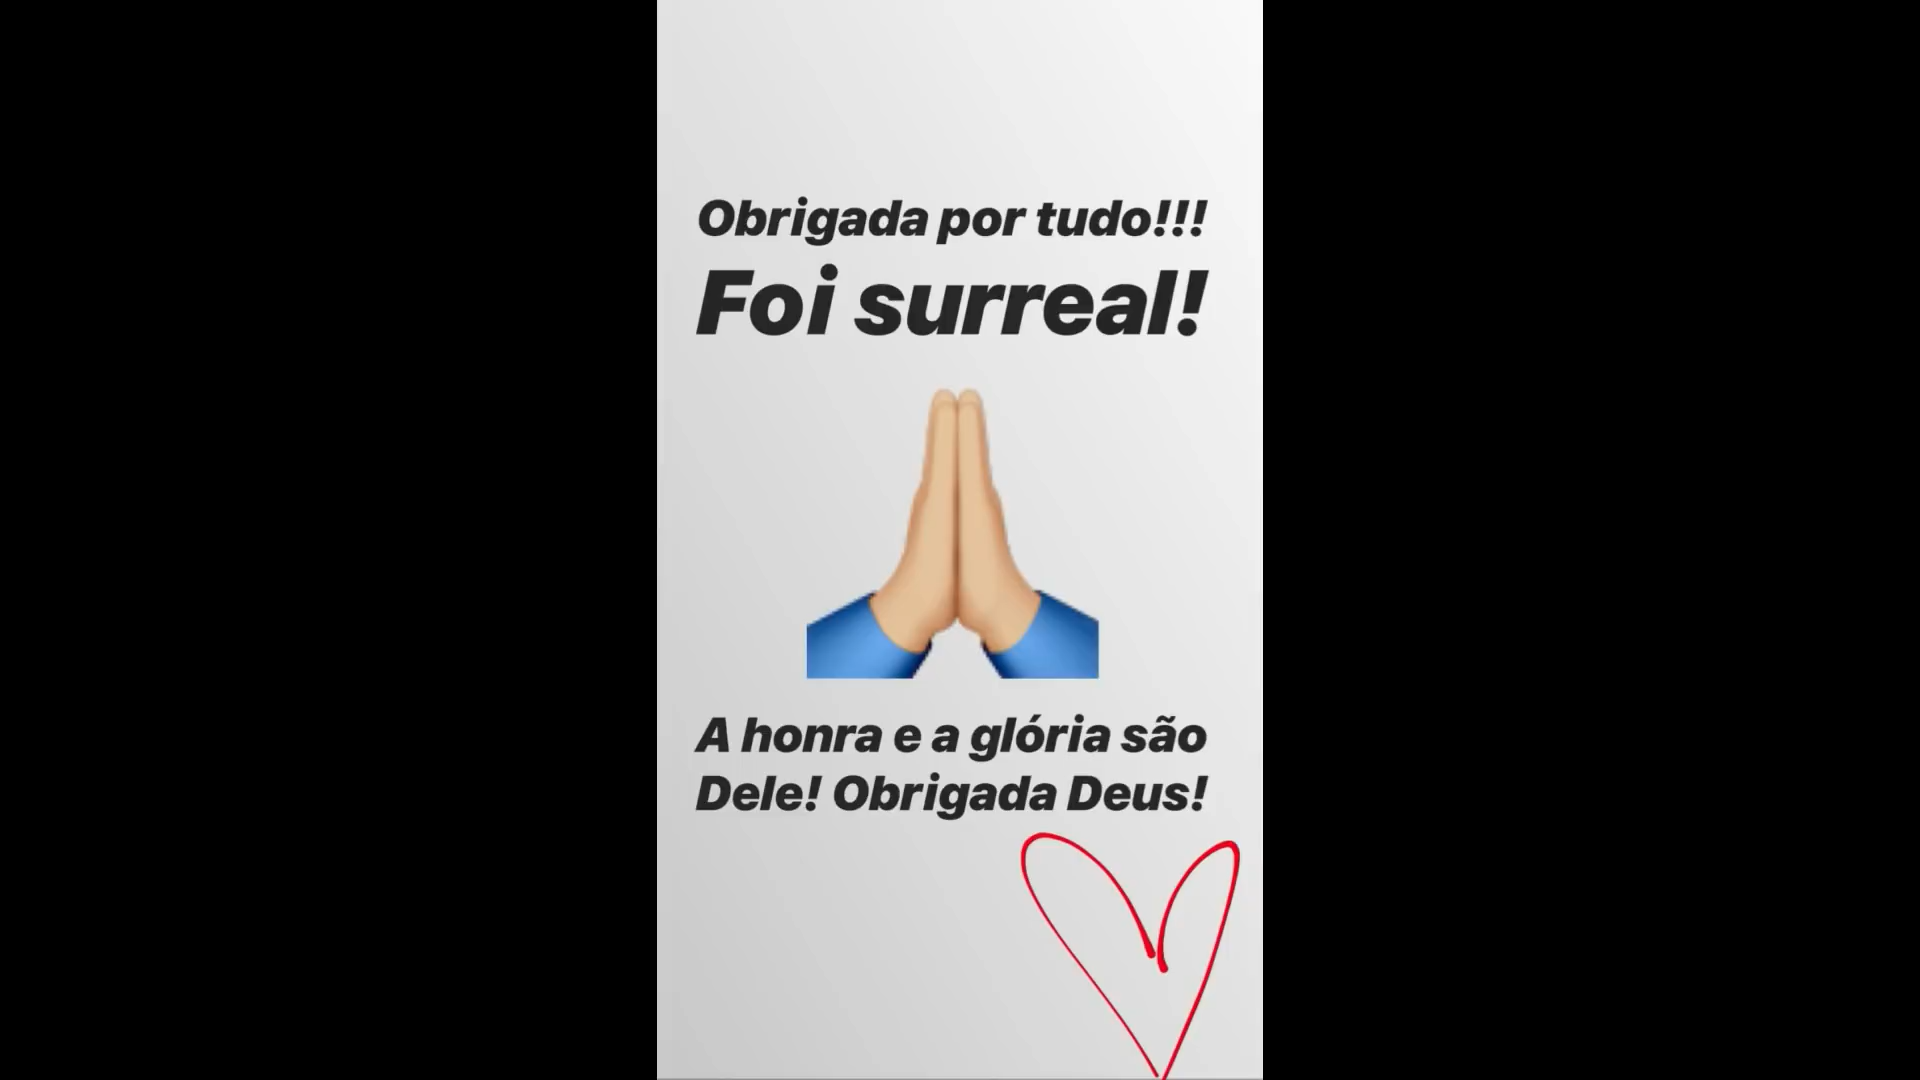 Obrigada por tudo!!!
Foi surreal!
A honra e a glória são
Dele! Obrigada Deus!